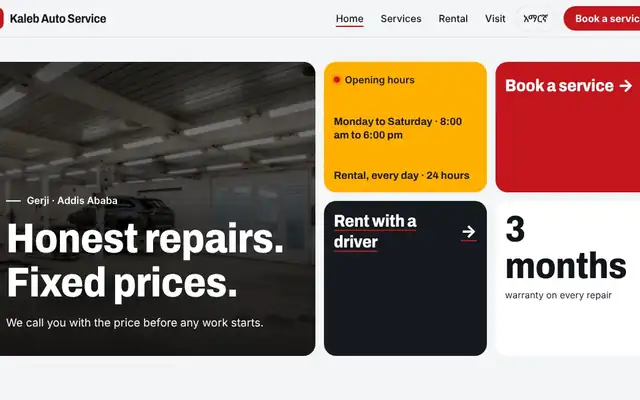 Kaleb Auto Service
Home
Services
Rental
Visit
አማርኛ
Book a servic
Gerji · Addis Ababa
Honest repairs.
Fixed prices.
We call you with the price before any work starts.
Opening hours
Monday to Saturday · 8:00
am to 6:00 pm
Rental, every day · 24 hours
Book a service →
Rent with a
driver →
3
months
warranty on every repair